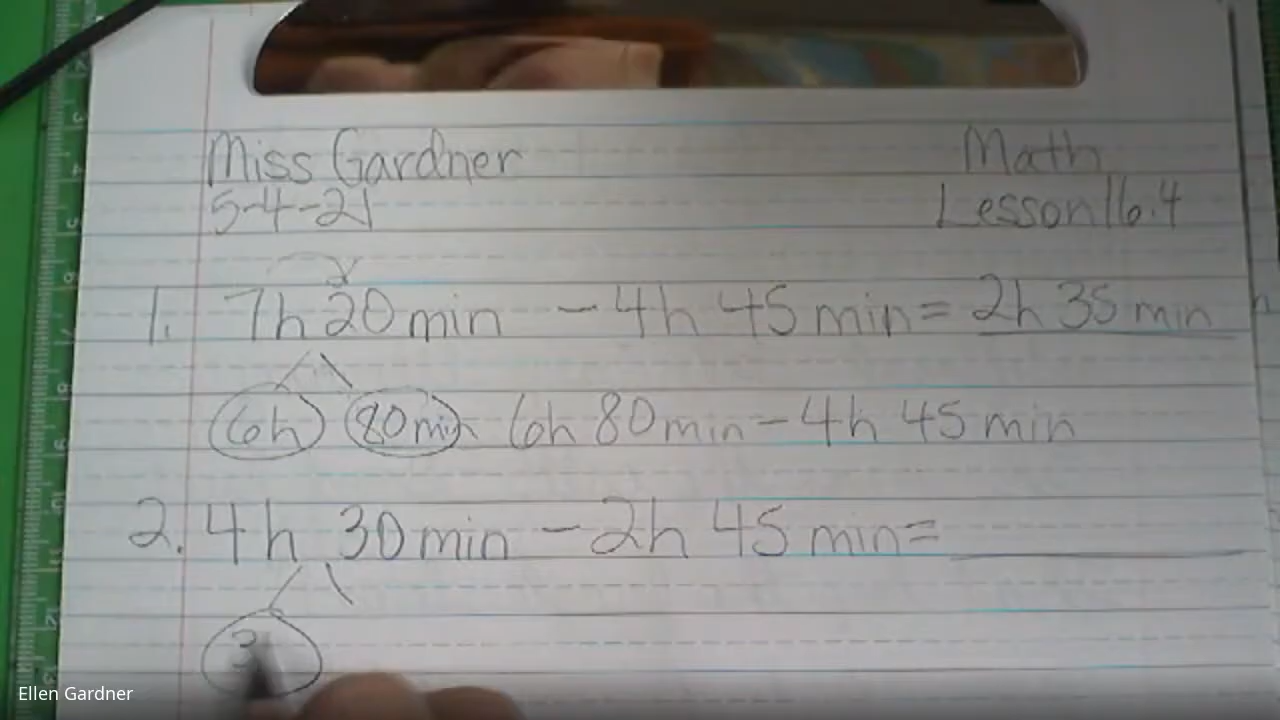 Miss Gardner Math
5-4-21 Lesson 16.4
1. 7h 20 min - 4h 45 min = 2h 35 min
6h 80 min 6h 80 min - 4h 45 min
2. 4h 30 min - 2h 45 min =
3
Ellen Gardner